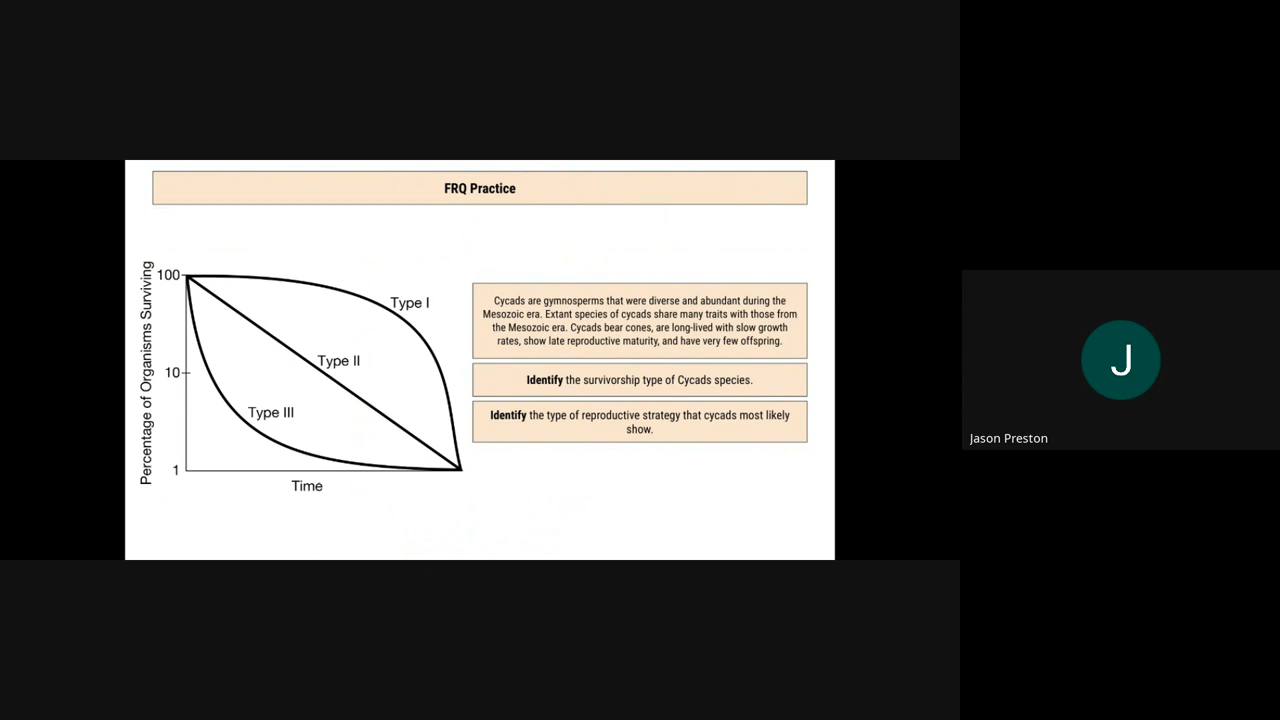 FRQ Practice
Percentage of Organisms Surviving
100
10
1
Type I
Type II
Type III
Time
Cycads are gymnosperms that were diverse and abundant during the
Mesozoic era. Extant species of cycads share many traits with those from
the Mesozoic era. Cycads bear cones, are long-lived with slow growth
rates, show late reproductive maturity, and have very few offspring.
Identify the survivorship type of Cycads species.
Identify the type of reproductive strategy that cycads most likely
show.
J
Jason Preston